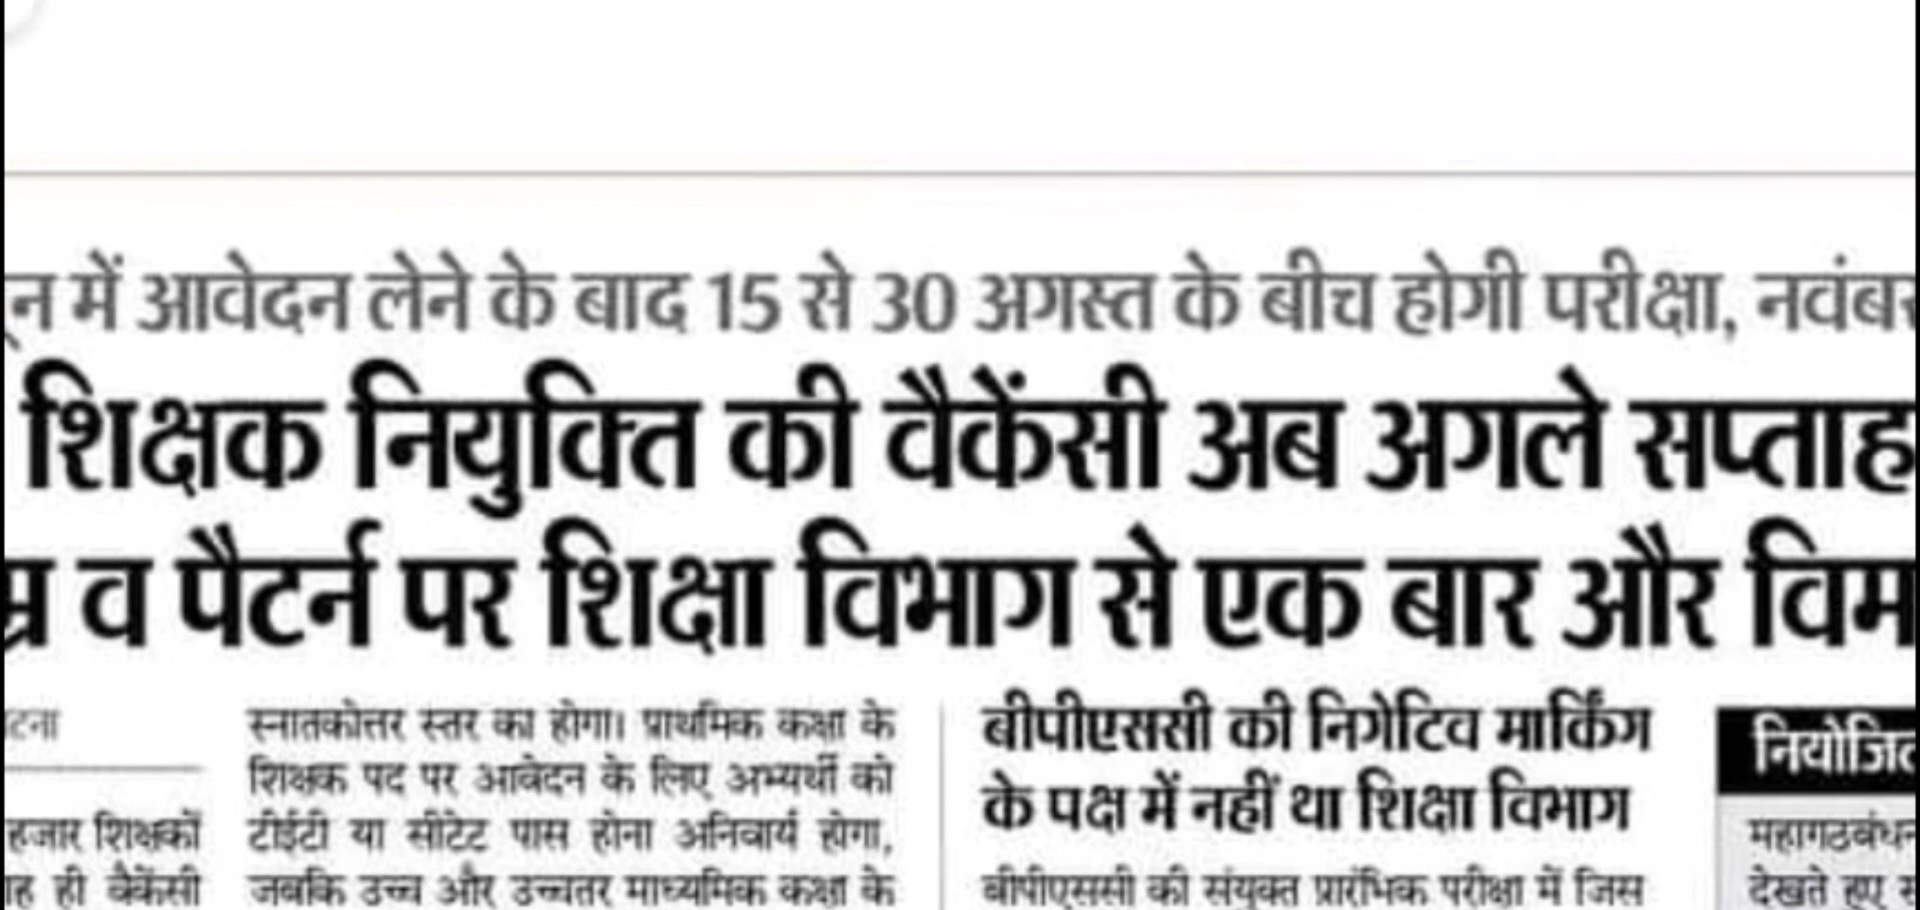 में आवेदन लेने के बाद 15 से 30 अगस्त के बीच होगी परीक्षा, नवंबर
शिक्षक नियुक्ति की वैकेंसी अब अगले सप्ताह
व पैटर्न पर शिक्षा विभाग से एक बार और विम
टना
हजार शिक्षकों
ह ही वैकेंसी
स्नातकोत्तर स्तर का होगा। प्राथमिक कक्षा के
शिक्षक पद पर आवेदन के लिए अभ्यर्थी को
टीईटी या सीटेट पास होना अनिवार्य होगा,
जबकि उच्च और उच्चतर माध्यमिक कक्षा के
बीपीएससी की निगेटिव मार्किंग
के पक्ष में नहीं था शिक्षा विभाग
बीपीएससी की संयुक्त प्रारंभिक परीक्षा में जिस
नियोजित
महागठबंधन
देखते हुए